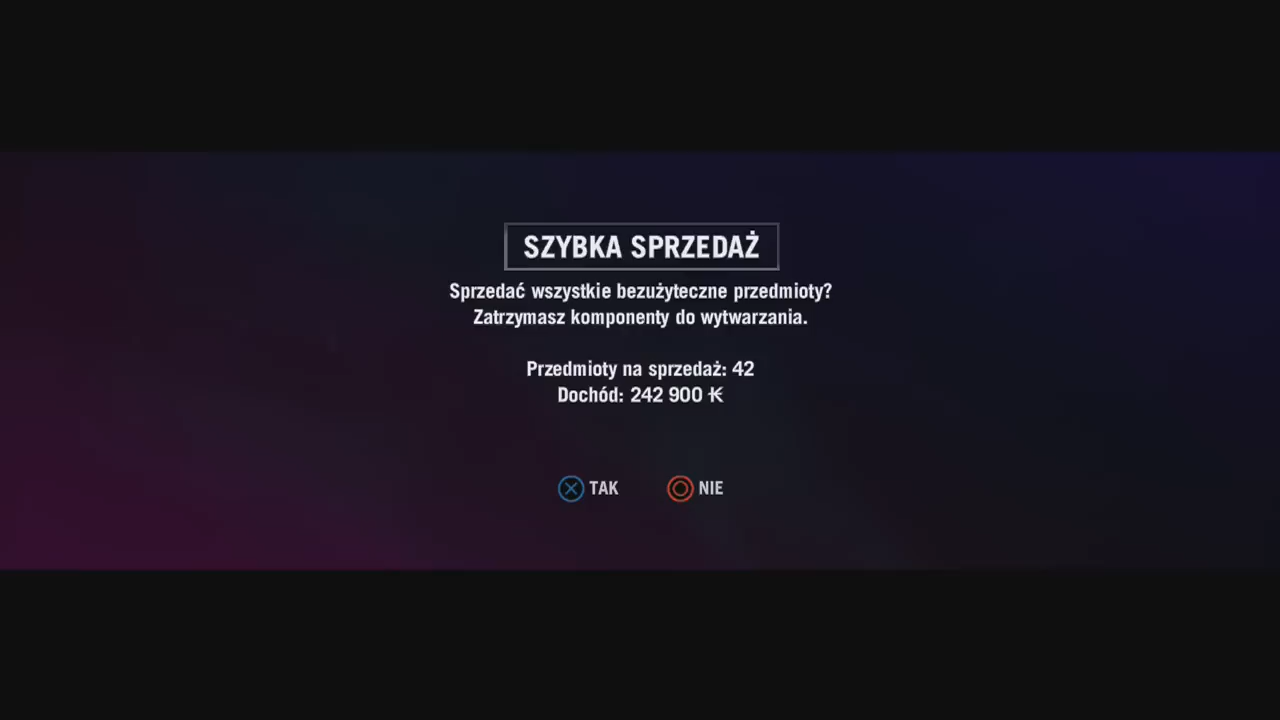 SZYBKA SPRZEDAŻ
Sprzedać wszystkie bezużyteczne przedmioty?
Zatrzymasz komponenty do wytwarzania.
Przedmioty na sprzedaż: 42
Dochód: 242 900 ₭
TAK NIE